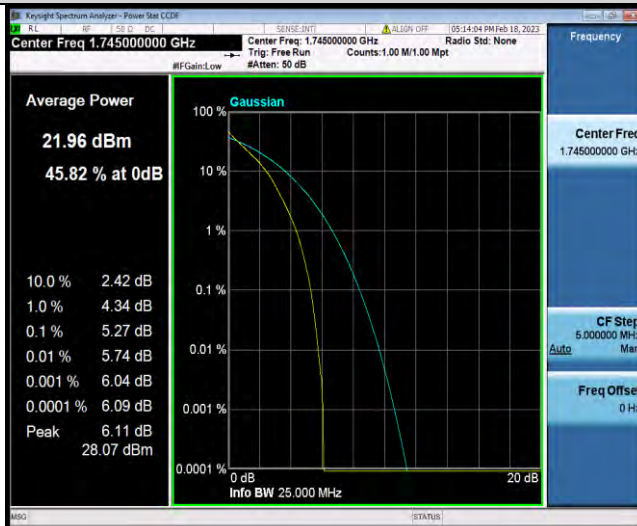 Keysight Spectrum Analyzer - Power Stat CCDF
RL RF 50 Ω DC SENSE:INT ALIGN OFF 05:14:04 PM Feb 18, 2023
Center Freq 1.745000000 GHz
Center Freq: 1.745000000 GHz Radio Std: None
Trig: Free Run Counts:1.00 M/1.00 Mpt
#IFGain:Low #Atten: 50 dB
Frequency
Average Power
21.96 dBm
45.82 % at 0dB
10.0 % 2.42 dB
1.0 % 4.34 dB
0.1 % 5.27 dB
0.01 % 5.74 dB
0.001 % 6.04 dB
0.0001 % 6.09 dB
Peak 6.11 dB
28.07 dBm
Gaussian
100 %
10 %
1 %
0.1 %
0.01 %
0.001 %
0.0001 %
0 dB 20 dB
Info BW 25.000 MHz
Center Freq
1.745000000 GHz
CF Step
5.000000 MHz
Auto Man
Freq Offset
0 Hz
MSG STATUS